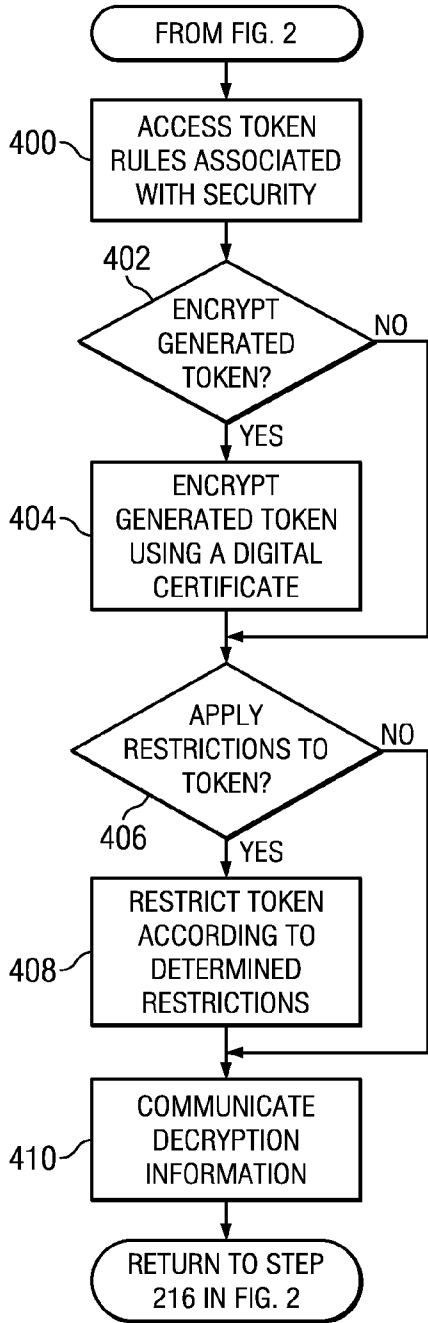 FROM FIG. 2
400
ACCESS TOKEN
RULES ASSOCIATED
WITH SECURITY
402
ENCRYPT
GENERATED
TOKEN?
NO
YES
404
ENCRYPT
GENERATED TOKEN
USING A DIGITAL
CERTIFICATE
APPLY
RESTRICTIONS TO
TOKEN?
NO
406
YES
408
RESTRICT TOKEN
ACCORDING TO
DETERMINED
RESTRICTIONS
410
COMMUNICATE
DECRYPTION
INFORMATION
RETURN TO STEP
216 IN FIG. 2